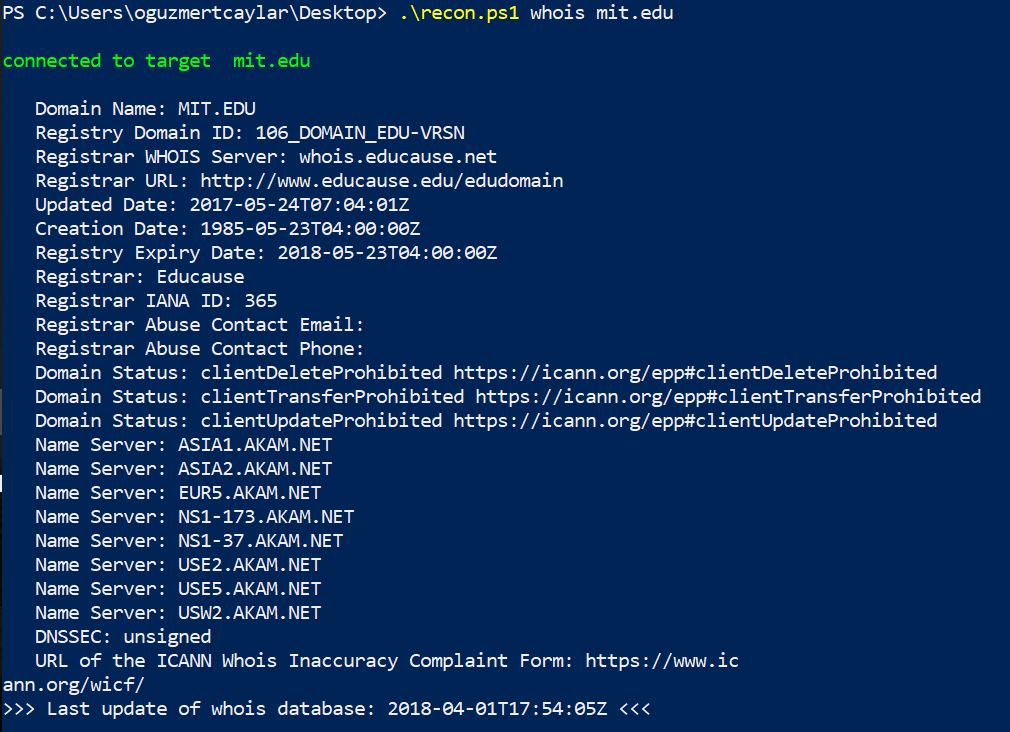 PS C:\Users\oguzmertcaylar\Desktop> .\recon.ps1 whois mit.edu
connected to target  mit.edu
Domain Name: MIT.EDU
Registry Domain ID: 106_DOMAIN_EDU-VRSN
Registrar WHOIS Server: whois.educause.net
Registrar URL: http://www.educause.edu/edudomain
Updated Date: 2017-05-24T07:04:01Z
Creation Date: 1985-05-23T04:00:00Z
Registry Expiry Date: 2018-05-23T04:00:00Z
Registrar: Educause
Registrar IANA ID: 365
Registrar Abuse Contact Email:
Registrar Abuse Contact Phone:
Domain Status: clientDeleteProhibited https://icann.org/epp#clientDeleteProhibited
Domain Status: clientTransferProhibited https://icann.org/epp#clientTransferProhibited
Domain Status: clientUpdateProhibited https://icann.org/epp#clientUpdateProhibited
Name Server: ASIA1.AKAM.NET
Name Server: ASIA2.AKAM.NET
Name Server: EUR5.AKAM.NET
Name Server: NS1-173.AKAM.NET
Name Server: NS1-37.AKAM.NET
Name Server: USE2.AKAM.NET
Name Server: USE5.AKAM.NET
Name Server: USW2.AKAM.NET
DNSSEC: unsigned
URL of the ICANN Whois Inaccuracy Complaint Form: https://www.ic
ann.org/wicf/
>>> Last update of whois database: 2018-04-01T17:54:05Z <<<